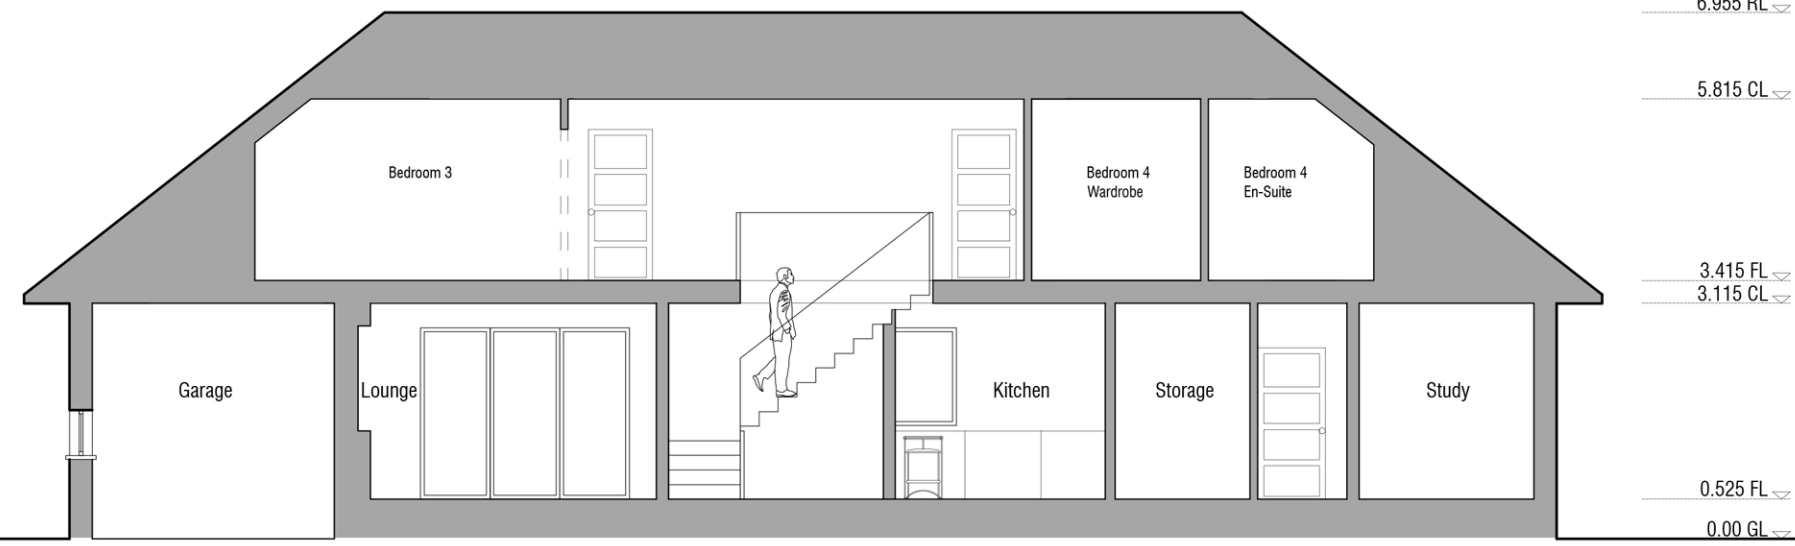 6.955 RL
5.815 CL
Bedroom 3
Bedroom 4
Wardrobe
Bedroom 4
En-Suite
3.415 FL
3.115 CL
Garage
Lounge
Kitchen
Storage
Study
0.525 FL
0.00 GL